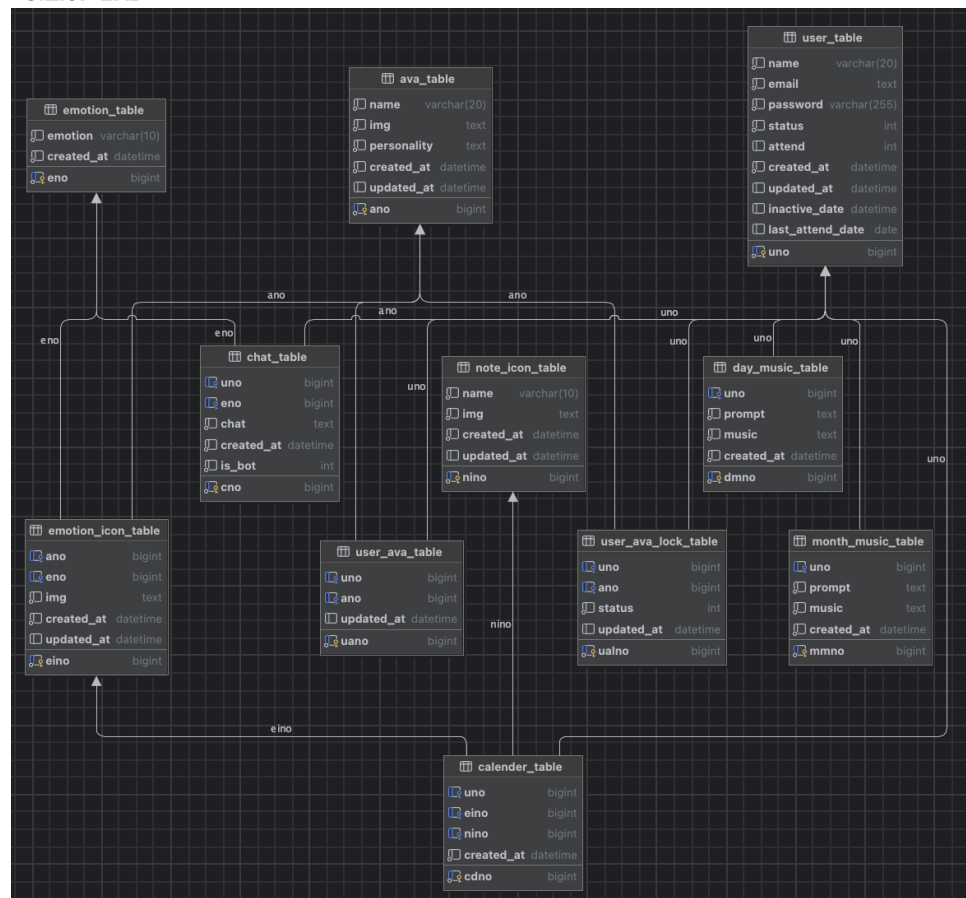 user_table
name varchar(20)
email text
password varchar(255)
status int
attend int
created_at datetime
updated_at datetime
inactive_date datetime
last_attend_date date
uno bigint
ava_table
name varchar(20)
img text
personality text
created_at datetime
updated_at datetime
ano bigint
emotion_table
emotion varchar(10)
created_at datetime
eno bigint
ano
ano
ano
uno
eno
eno
uno
uno
uno
uno
uno
chat_table
uno bigint
eno bigint
chat text
created_at datetime
is_bot int
cno bigint
note_icon_table
name varchar(10)
img text
created_at datetime
updated_at datetime
nino bigint
day_music_table
uno bigint
prompt text
music text
created_at datetime
dmno bigint
emotion_icon_table
ano bigint
eno bigint
img text
created_at datetime
updated_at datetime
eino bigint
user_ava_table
uno bigint
ano bigint
updated_at datetime
uano bigint
user_ava_lock_table
uno bigint
ano bigint
status int
updated_at datetime
ualno bigint
month_music_table
uno bigint
prompt text
music text
created_at datetime
mmno bigint
nino
eino
calender_table
uno bigint
eino bigint
nino bigint
created_at datetime
cdno bigint